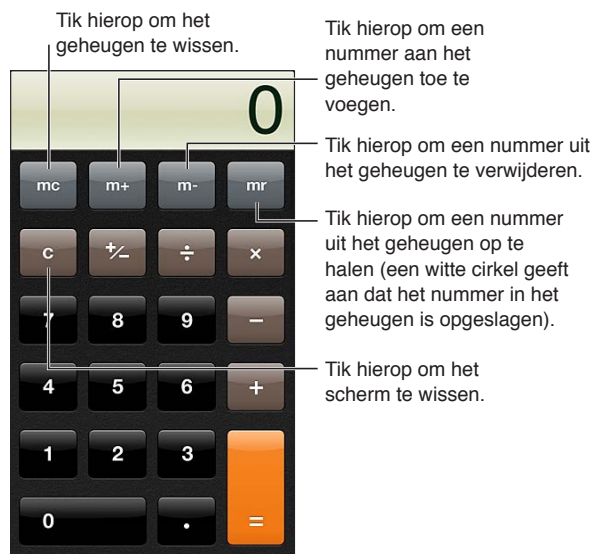 Tik hierop om het
geheugen te wissen.
Tik hierop om een
nummer aan het
geheugen toe te
voegen.
0
Tik hierop om een nummer uit
het geheugen te verwijderen.
mc m+ m- mr
Tik hierop om een nummer
uit het geheugen op te
halen (een witte cirkel geeft
aan dat het nummer in het
geheugen is opgeslagen).
c +/− ÷ ×
7 8 9 −
Tik hierop om het
scherm te wissen.
4 5 6 +
1 2 3
0 . =